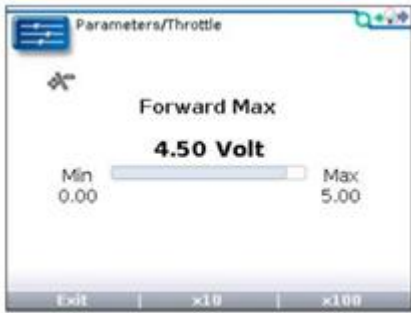 Parameters/Throttle
Forward Max
4.50 Volt
Min
0.00
Max
5.00
Exit
x10
x100